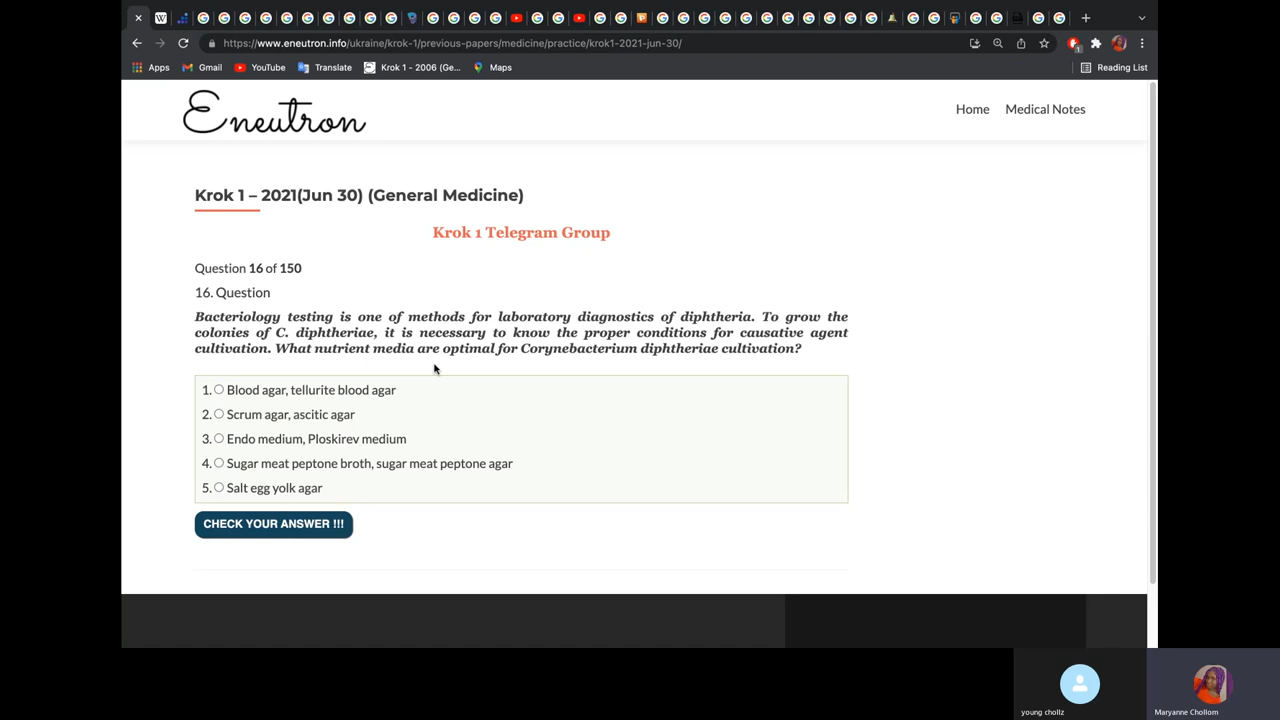 https://www.eneutron.info/ukraine/krok-1/previous-papers/medicine/practice/krok1-2021-jun-30/
Apps Gmail YouTube Translate Krok 1 - 2006 (Ge... Maps Reading List
Eneutron
Home Medical Notes
Krok 1 – 2021(Jun 30) (General Medicine)
Krok 1 Telegram Group
Question 16 of 150
16. Question
Bacteriology testing is one of methods for laboratory diagnostics of diphtheria. To grow the
colonies of C. diphtheriae, it is necessary to know the proper conditions for causative agent
cultivation. What nutrient media are optimal for Corynebacterium diphtheriae cultivation?
1. Blood agar, tellurite blood agar
2. Scrum agar, ascitic agar
3. Endo medium, Ploskirev medium
4. Sugar meat peptone broth, sugar meat peptone agar
5. Salt egg yolk agar
CHECK YOUR ANSWER !!!
young chollz
Maryanne Chollom